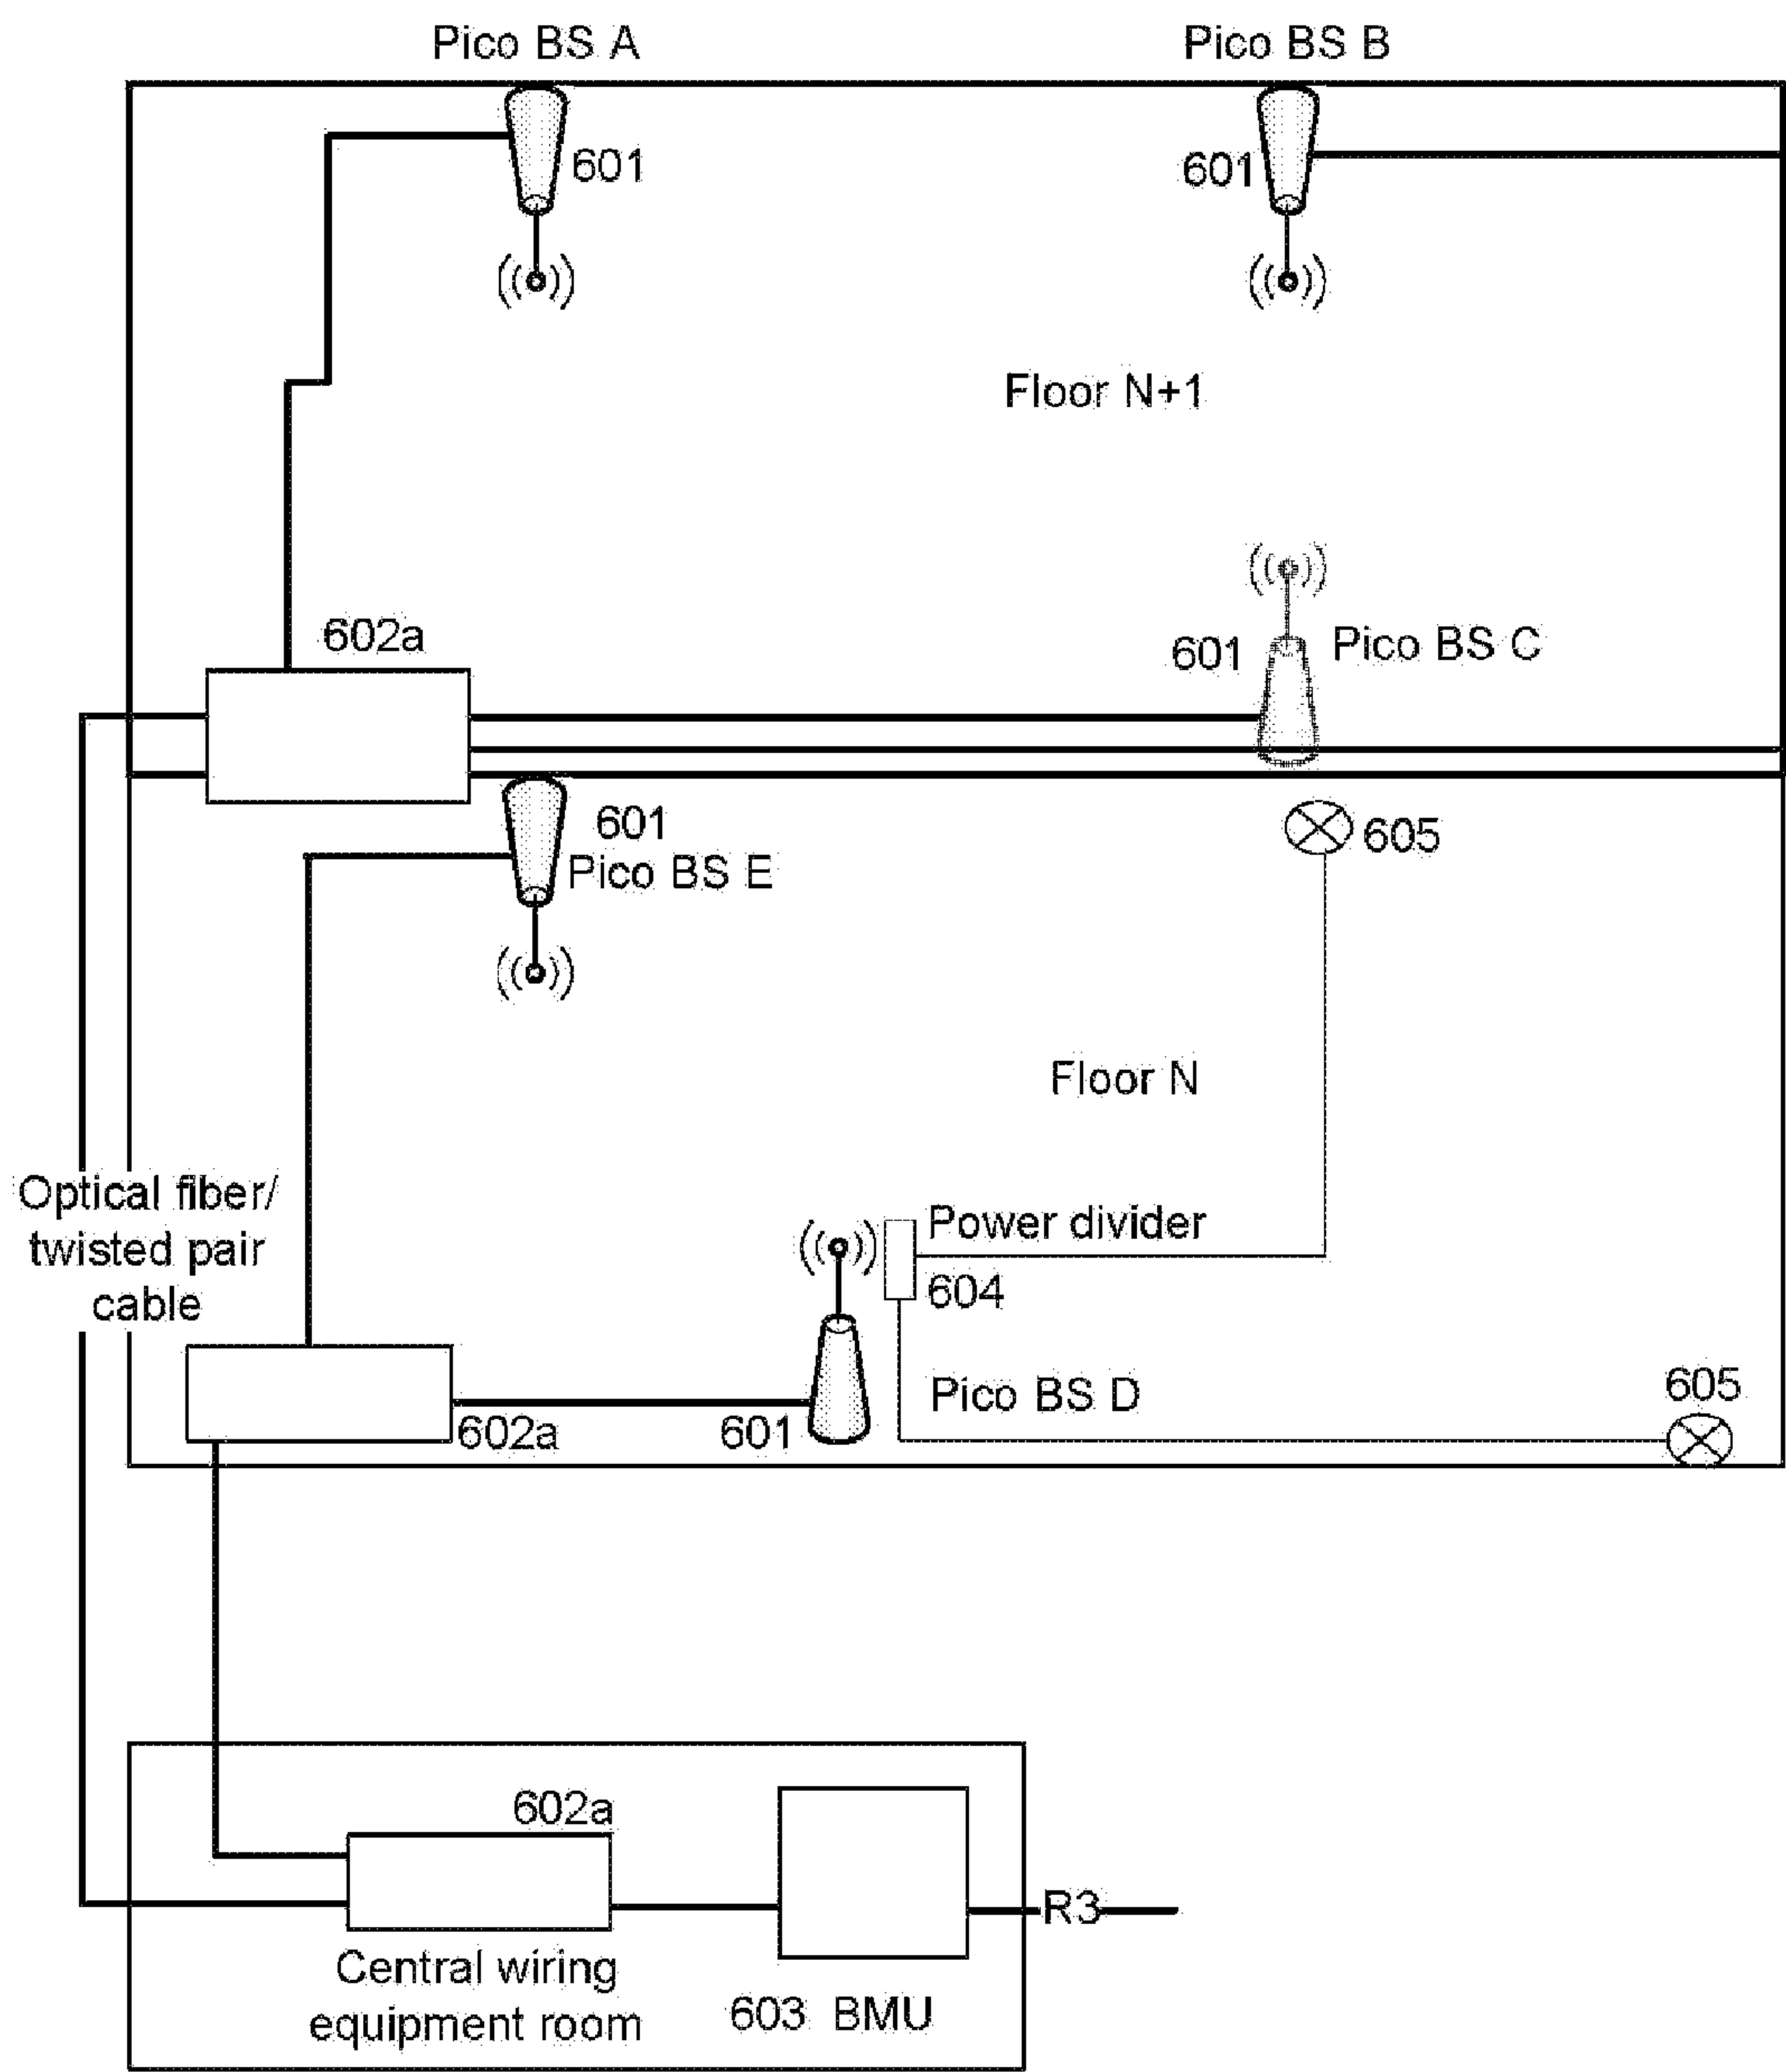 Pico BS A
Pico BS B
601
601
Floor N+1
602a
601
Pico BS C
601
Pico BS E
605
Floor N
Optical fiber/
twisted pair
cable
Power divider
604
Pico BS D
605
602a
601
602a
R3
Central wiring
equipment room
603 BMU